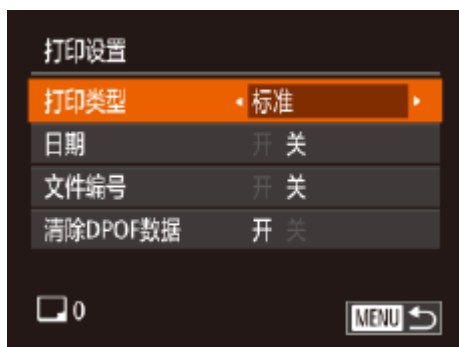 打印设置
打印类型 标准
日期 开 关
文件编号 开 关
清除DPOF数据 开 关
0 MENU